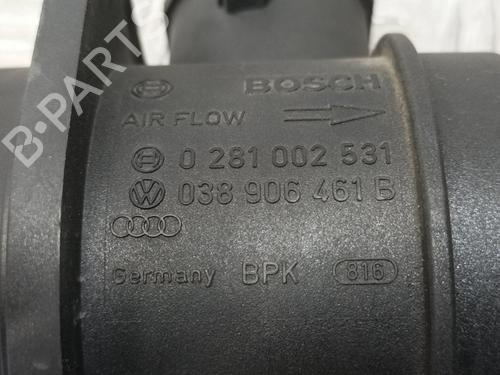 BOSCH
AIR FLOW
0 281 002 531
038 906 461 B
Germany BPK 816
B-PARTS